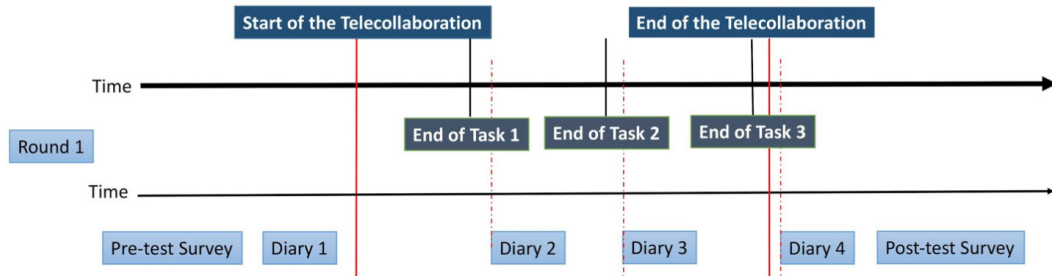 Start of the Telecollaboration
End of the Telecollaboration
Time
End of Task 1
End of Task 2
End of Task 3
Round 1
Time
Pre-test Survey
Diary 1
Diary 2
Diary 3
Diary 4
Post-test Survey